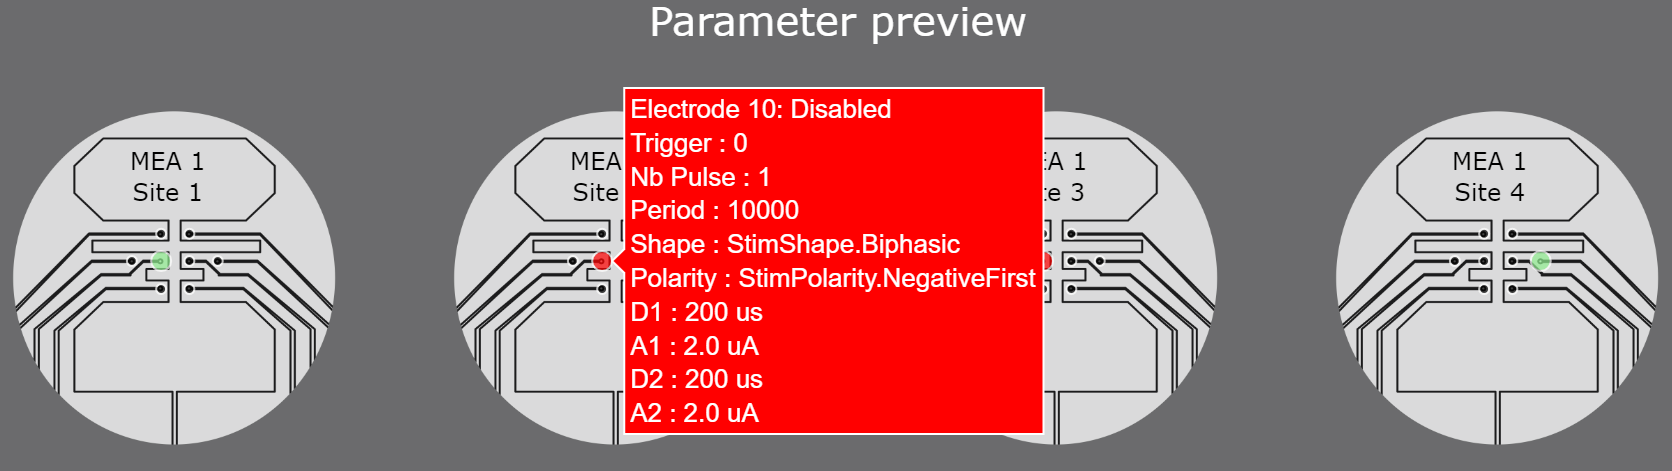 Parameter preview
MEA 1
Site 1
MEA
Site
Electrode 10: Disabled
Trigger : 0
Nb Pulse : 1
Period : 10000
Shape : StimShape.Biphasic
Polarity : StimPolarity.NegativeFirst
D1 : 200 us
A1 : 2.0 uA
D2 : 200 us
A2 : 2.0 uA
1
3
MEA 1
Site 4